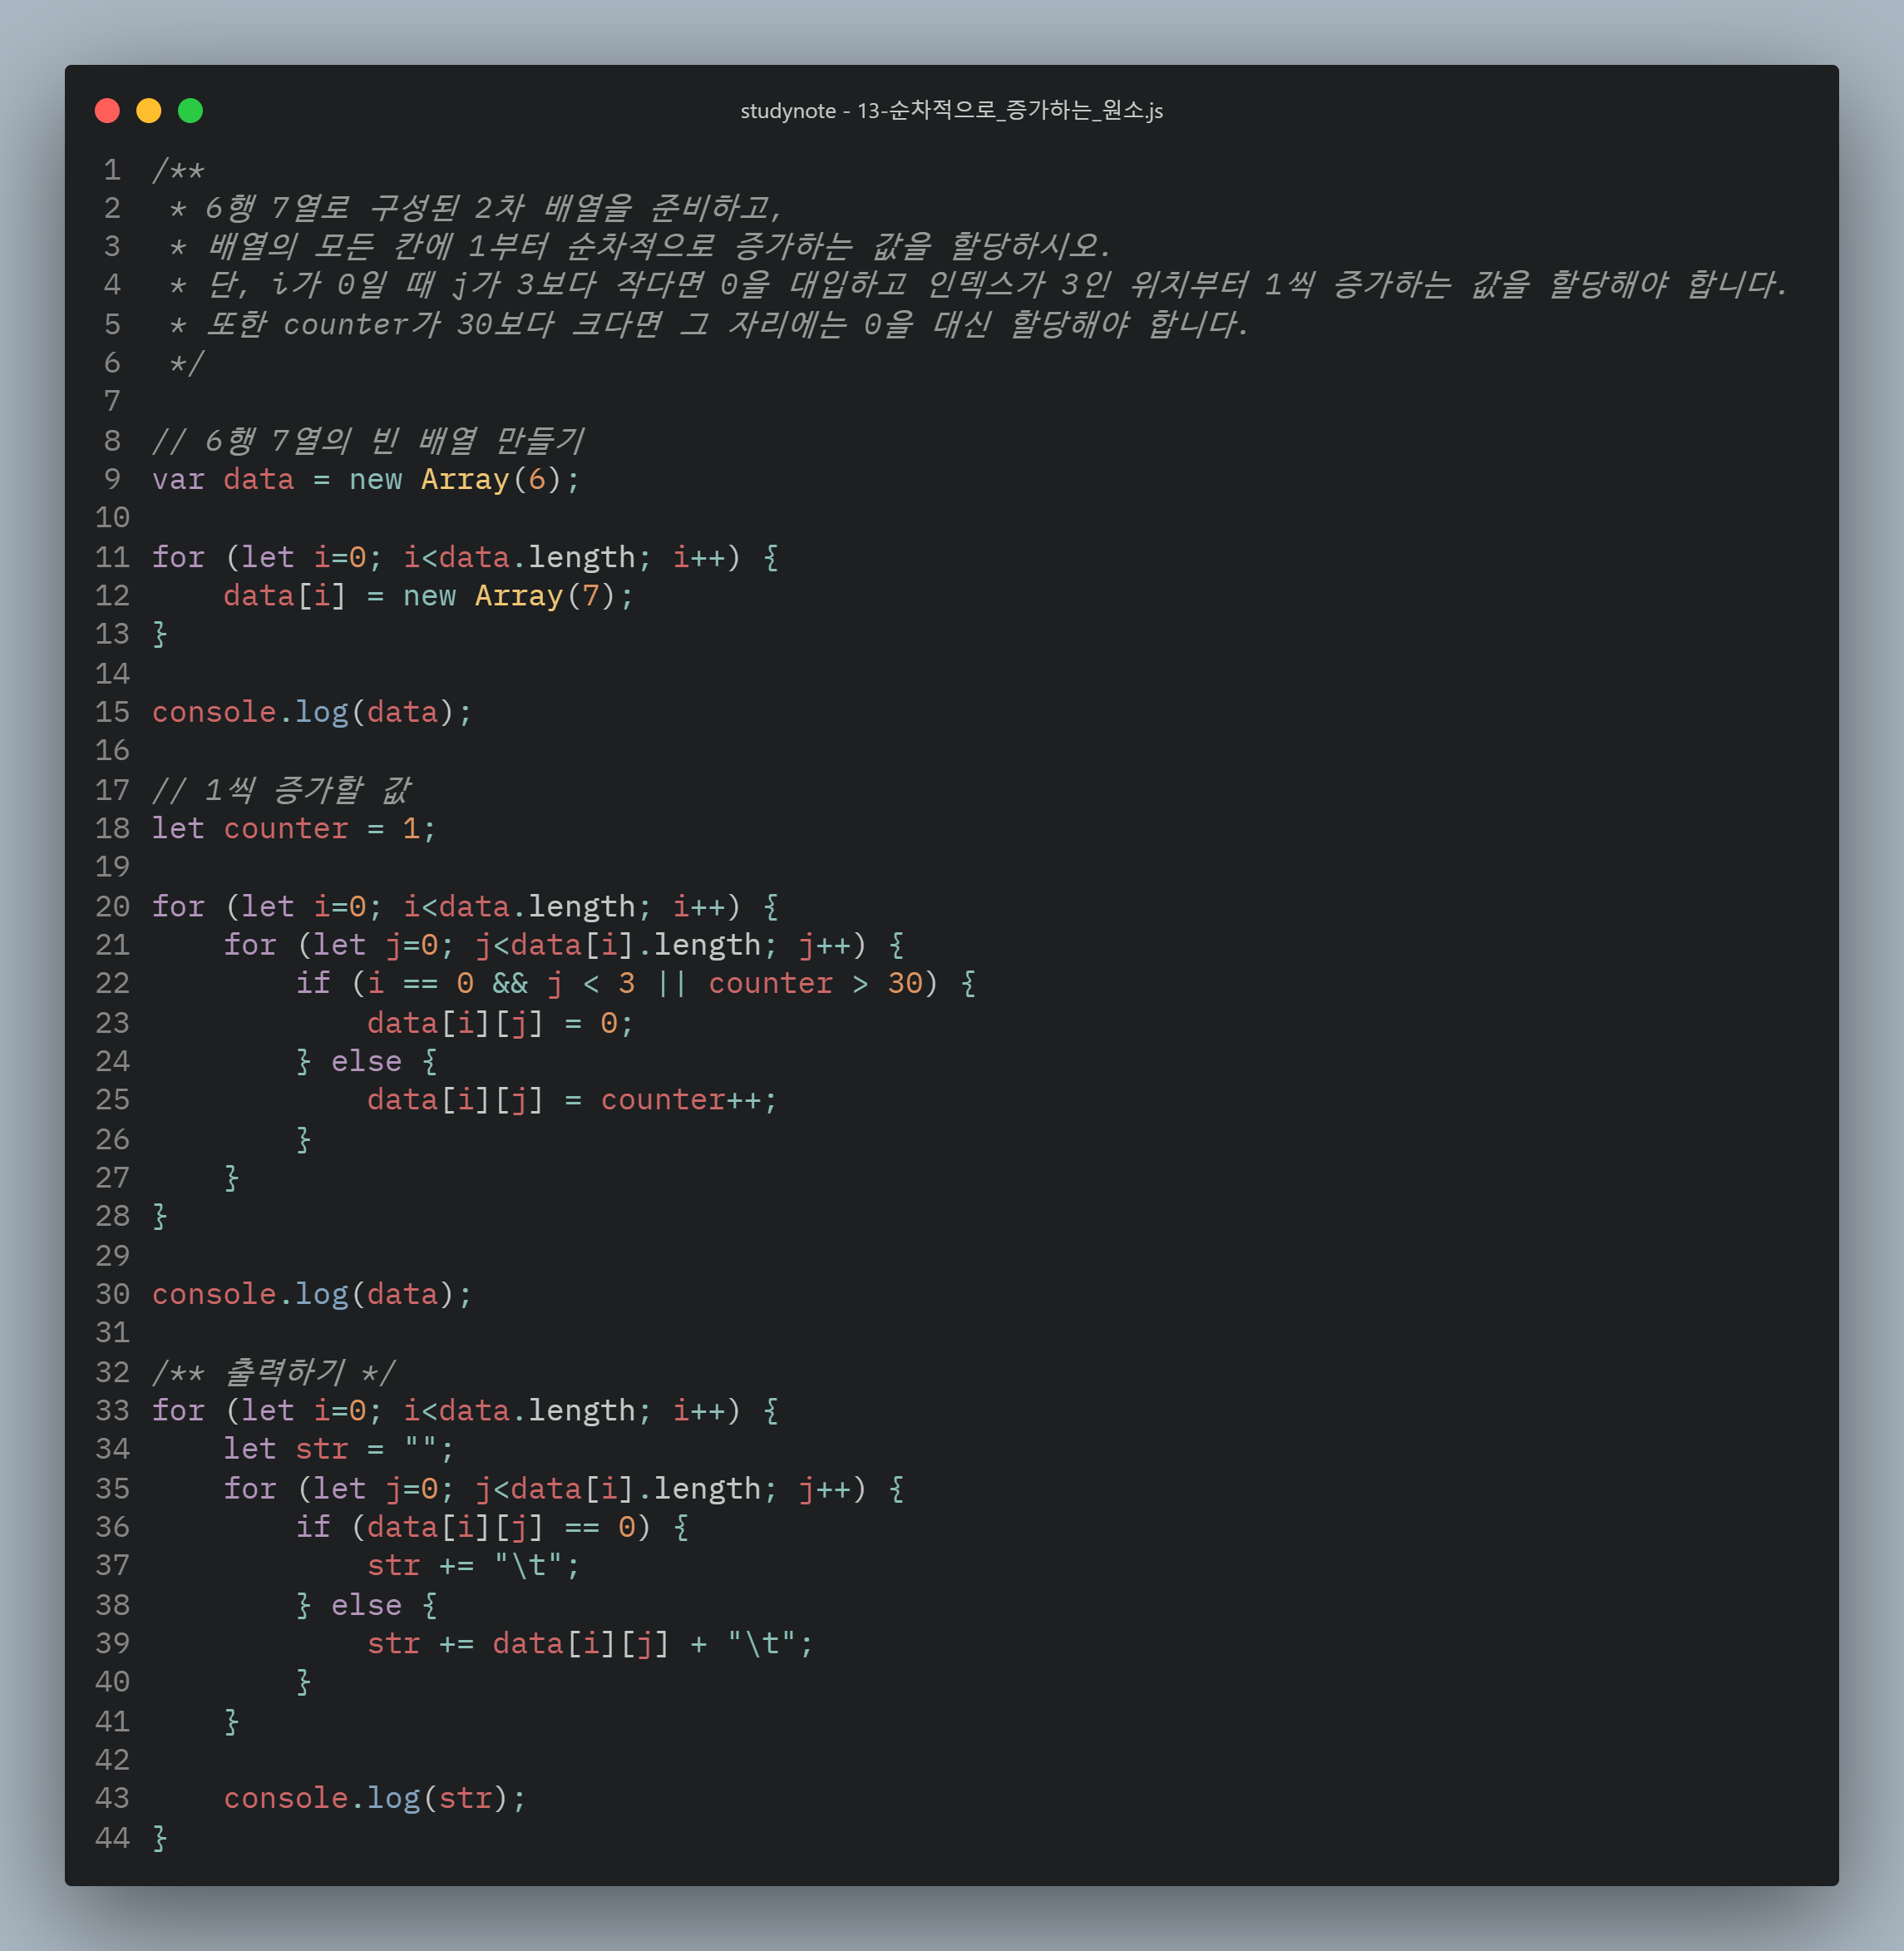 studynote - 13-순차적으로_증가하는_원소.js
1 /**
2  * 6행 7열로 구성된 2차 배열을 준비하고,
3  * 배열의 모든 칸에 1부터 순차적으로 증가하는 값을 할당하시오.
4  * 단, i가 0일 때 j가 3보다 작다면 0을 대입하고 인덱스가 3인 위치부터 1씩 증가하는 값을 할당해야 합니다.
5  * 또한 counter가 30보다 크다면 그 자리에는 0을 대신 할당해야 합니다.
6  */
7
8 // 6행 7열의 빈 배열 만들기
9 var data = new Array(6);
10
11 for (let i=0; i<data.length; i++) {
12     data[i] = new Array(7);
13 }
14
15 console.log(data);
16
17 // 1씩 증가할 값
18 let counter = 1;
19
20 for (let i=0; i<data.length; i++) {
21     for (let j=0; j<data[i].length; j++) {
22         if (i == 0 && j < 3 || counter > 30) {
23             data[i][j] = 0;
24         } else {
25             data[i][j] = counter++;
26         }
27     }
28 }
29
30 console.log(data);
31
32 /** 출력하기 */
33 for (let i=0; i<data.length; i++) {
34     let str = "";
35     for (let j=0; j<data[i].length; j++) {
36         if (data[i][j] == 0) {
37             str += "\t";
38         } else {
39             str += data[i][j] + "\t";
40         }
41     }
42
43     console.log(str);
44 }